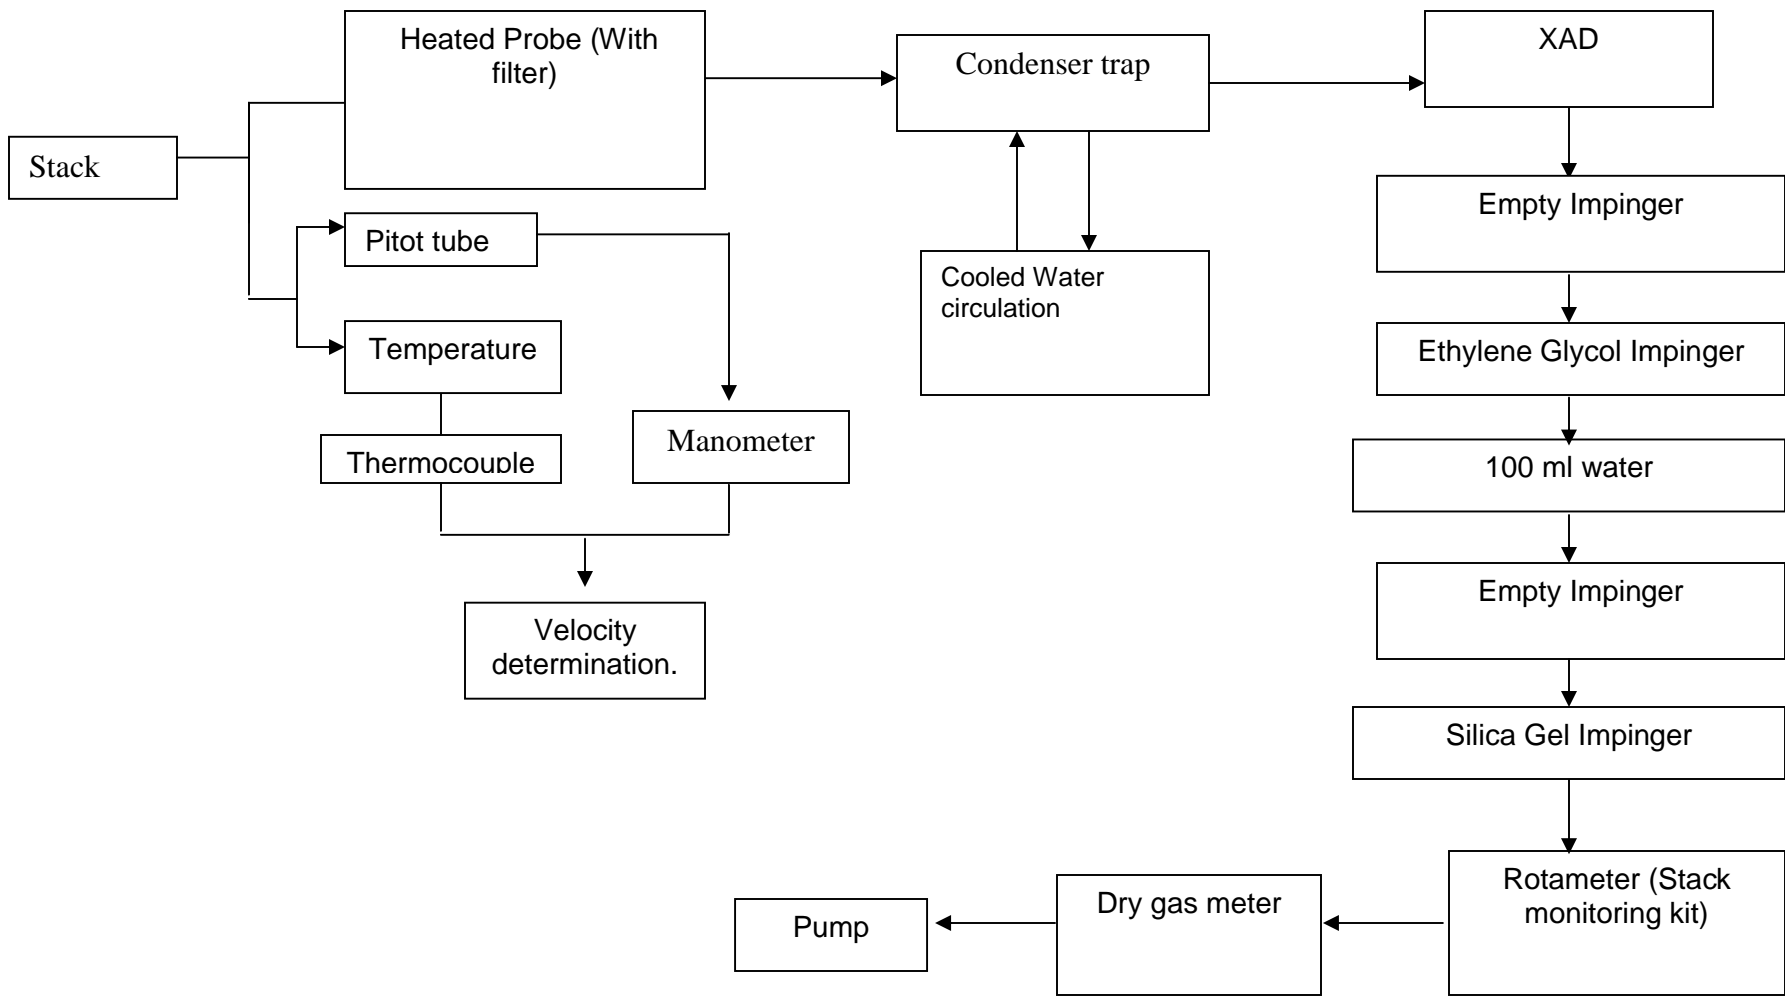 Stack
Heated Probe (With
filter)
Pitot tube
Temperature
Thermocouple
Manometer
Velocity
determination.
Condenser trap
Cooled Water
circulation
XAD
Empty Impinger
Ethylene Glycol Impinger
100 ml water
Empty Impinger
Silica Gel Impinger
Rotameter (Stack
monitoring kit)
Dry gas meter
Pump